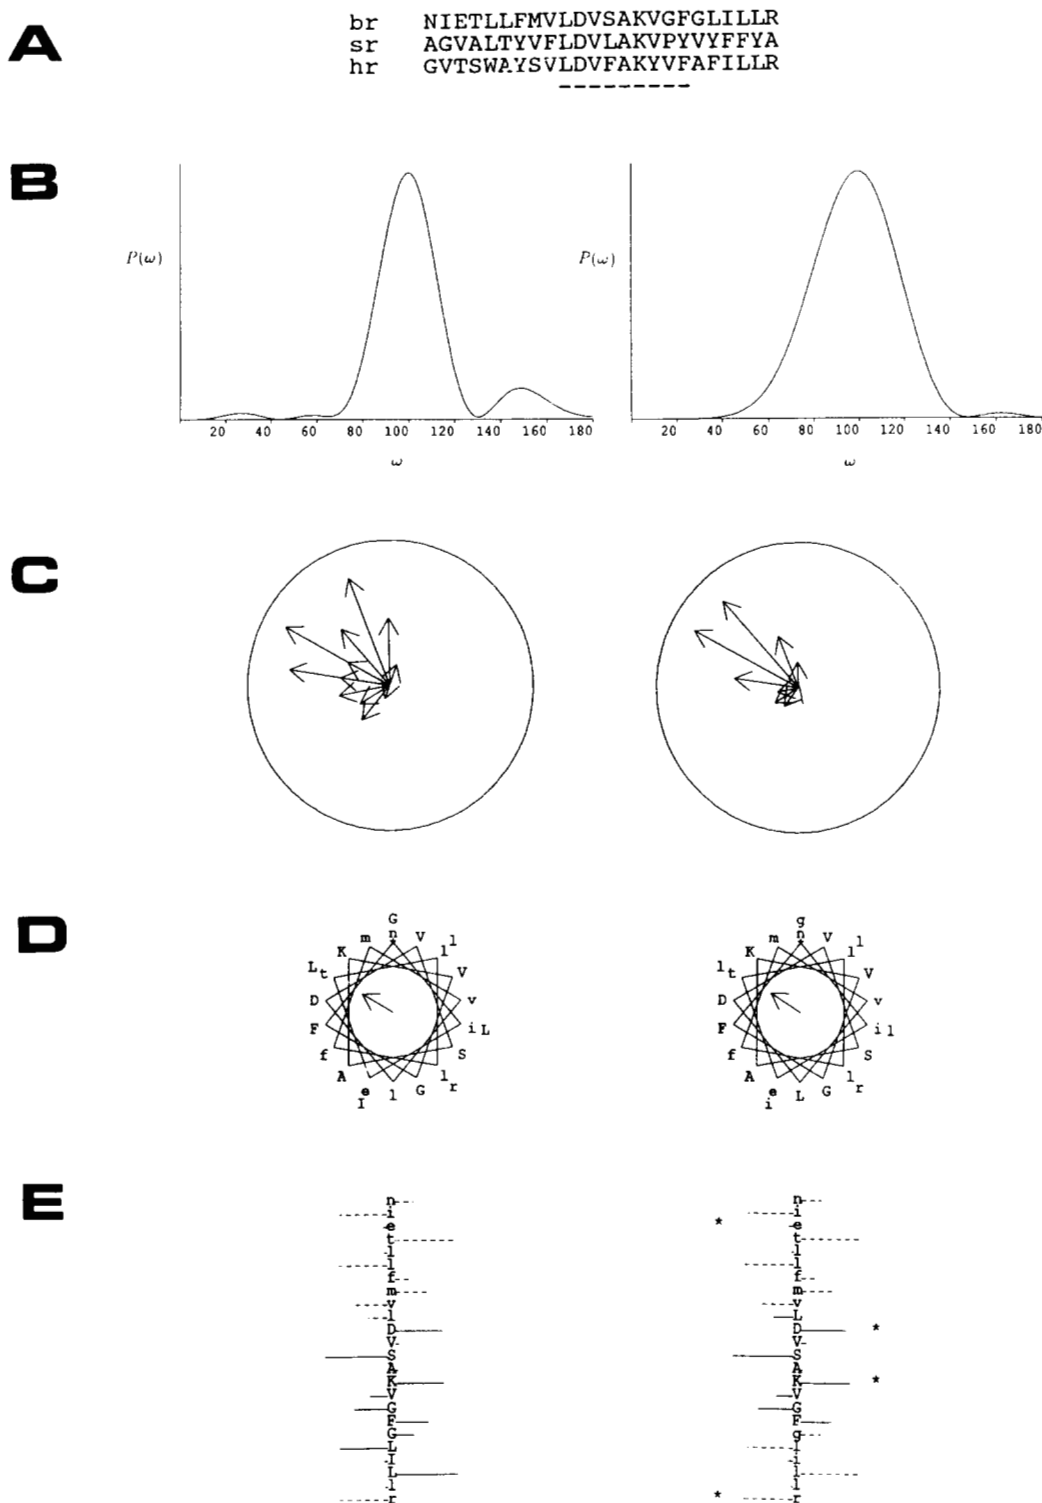 A
br NIETLLFMVLDVSAKVGFGLILLR
sr AGVALTYVFLDVLAKVPYVYFFYA
hr GVTSWAYSVLDVFAKYVFAFILLR
B
P(ω) P(ω)
20 40 60 80 100 120 140 160 180 20 40 60 80 100 120 140 160 180
ω ω
C
D
G g
n n
m V m V
K l l K l l
L t V l t V
D v D v
F i L F i l
f S f S
A l r A l r
e G e G
I l i L
E
n n
i * i
e e
t t
l l
l l
f f
m m
v v
l L
D D *
V V
S S
A A
K K *
V V
G G
F F
G g
L l
I i
L l
l l
r * r